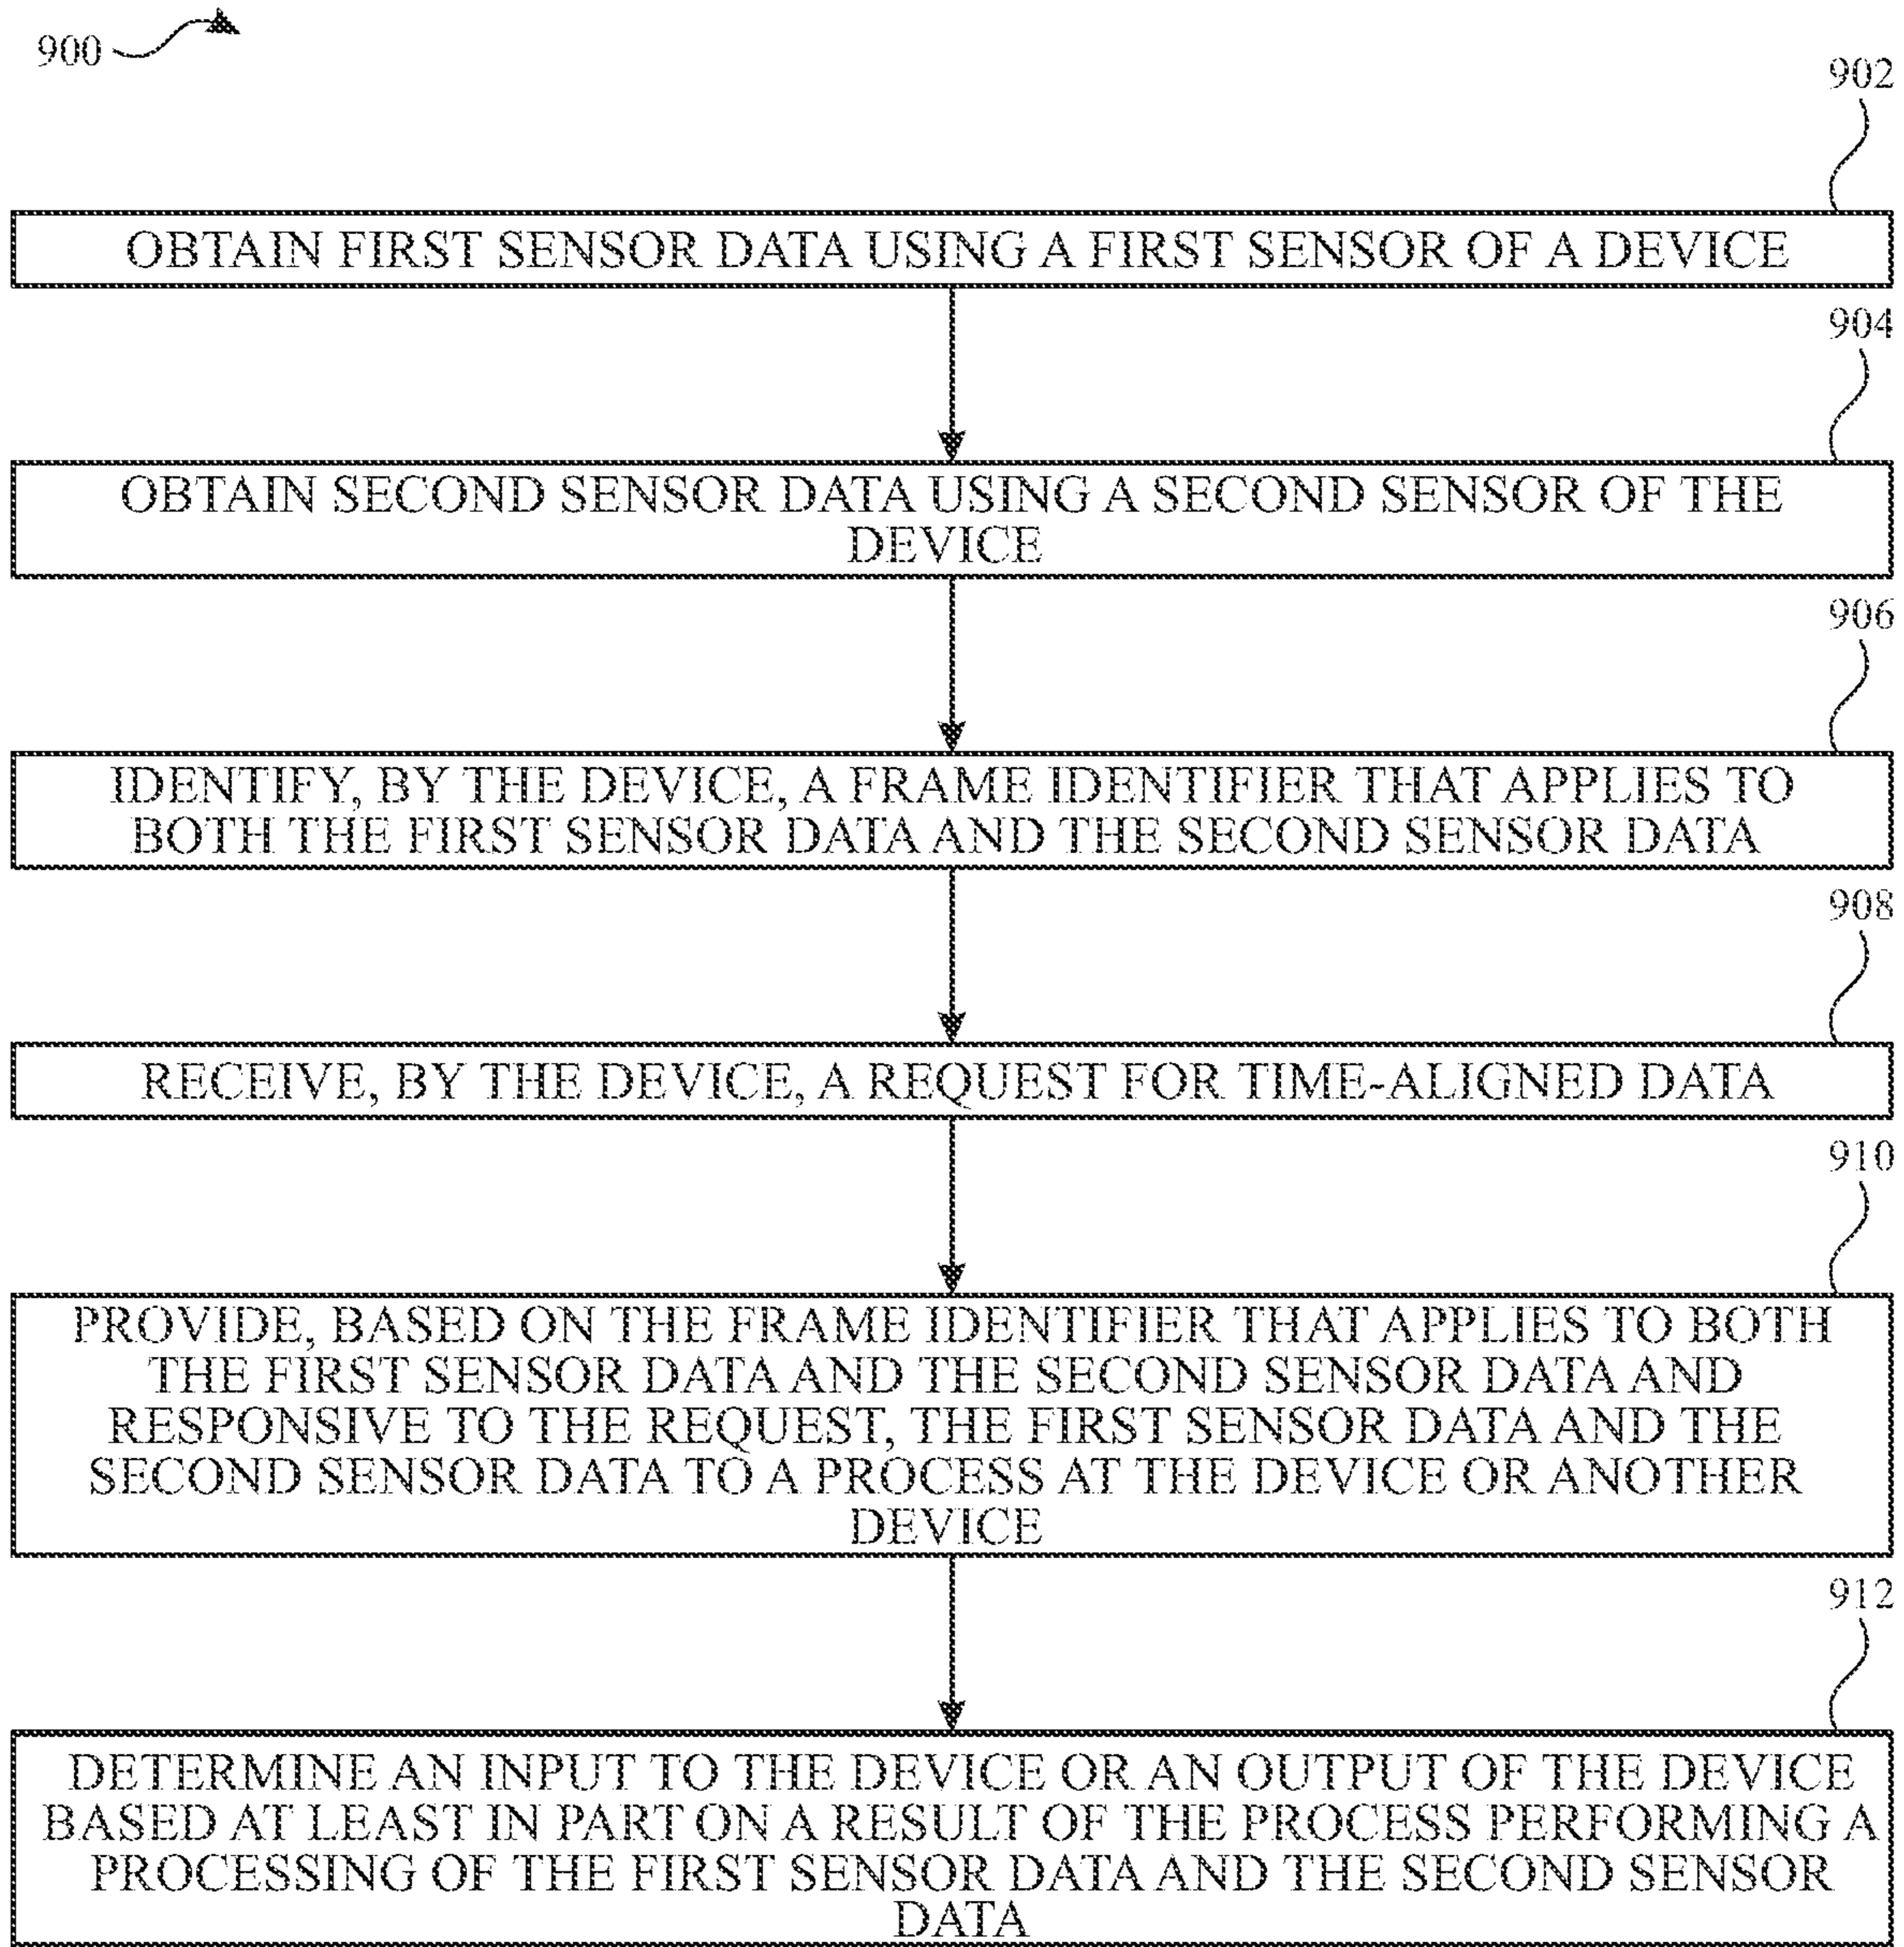 900
902
OBTAIN FIRST SENSOR DATA USING A FIRST SENSOR OF A DEVICE
904
OBTAIN SECOND SENSOR DATA USING A SECOND SENSOR OF THE
DEVICE
906
IDENTIFY, BY THE DEVICE, A FRAME IDENTIFIER THAT APPLIES TO
BOTH THE FIRST SENSOR DATA AND THE SECOND SENSOR DATA
908
RECEIVE, BY THE DEVICE, A REQUEST FOR TIME-ALIGNED DATA
910
PROVIDE, BASED ON THE FRAME IDENTIFIER THAT APPLIES TO BOTH
THE FIRST SENSOR DATA AND THE SECOND SENSOR DATA AND
RESPONSIVE TO THE REQUEST, THE FIRST SENSOR DATA AND THE
SECOND SENSOR DATA TO A PROCESS AT THE DEVICE OR ANOTHER
DEVICE
912
DETERMINE AN INPUT TO THE DEVICE OR AN OUTPUT OF THE DEVICE
BASED AT LEAST IN PART ON A RESULT OF THE PROCESS PERFORMING A
PROCESSING OF THE FIRST SENSOR DATA AND THE SECOND SENSOR
DATA